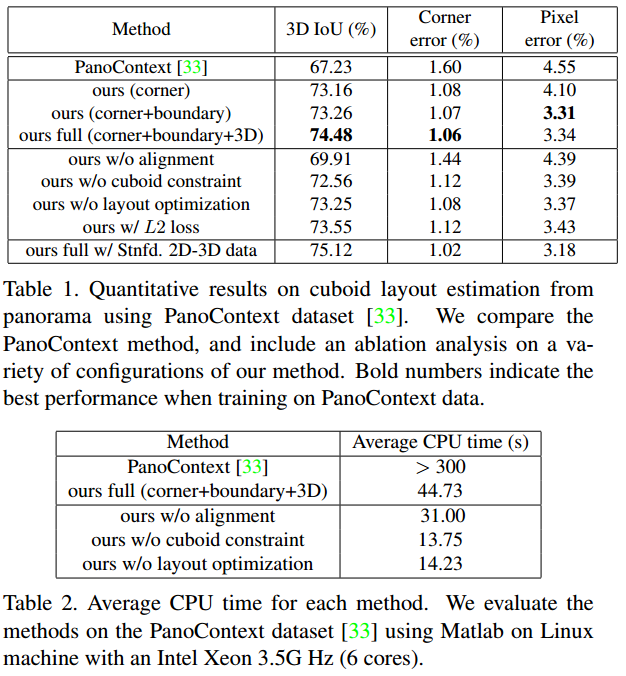 Method 3D IoU (%) Corner error (%) Pixel error (%)
PanoContext [33] 67.23 1.60 4.55
ours (corner) 73.16 1.08 4.10
ours (corner+boundary) 73.26 1.07 3.31
ours full (corner+boundary+3D) 74.48 1.06 3.34
ours w/o alignment 69.91 1.44 4.39
ours w/o cuboid constraint 72.56 1.12 3.39
ours w/o layout optimization 73.25 1.08 3.37
ours w/ L2 loss 73.55 1.12 3.43
ours full w/ Stnfd. 2D-3D data 75.12 1.02 3.18
Table 1. Quantitative results on cuboid layout estimation from
panorama using PanoContext dataset [33]. We compare the
PanoContext method, and include an ablation analysis on a va-
riety of configurations of our method. Bold numbers indicate the
best performance when training on PanoContext data.
Method Average CPU time (s)
PanoContext [33] > 300
ours full (corner+boundary+3D) 44.73
ours w/o alignment 31.00
ours w/o cuboid constraint 13.75
ours w/o layout optimization 14.23
Table 2. Average CPU time for each method. We evaluate the
methods on the PanoContext dataset [33] using Matlab on Linux
machine with an Intel Xeon 3.5G Hz (6 cores).